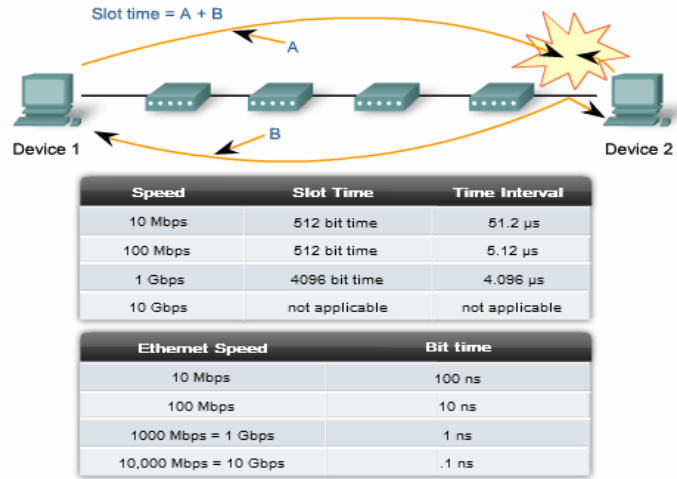 Slot time = A + B
A
B
Device 1
Device 2
Speed Slot Time Time Interval
10 Mbps 512 bit time 51.2 µs
100 Mbps 512 bit time 5.12 µs
1 Gbps 4096 bit time 4.096 µs
10 Gbps not applicable not applicable
Ethernet Speed Bit time
10 Mbps 100 ns
100 Mbps 10 ns
1000 Mbps = 1 Gbps 1 ns
10,000 Mbps = 10 Gbps .1 ns